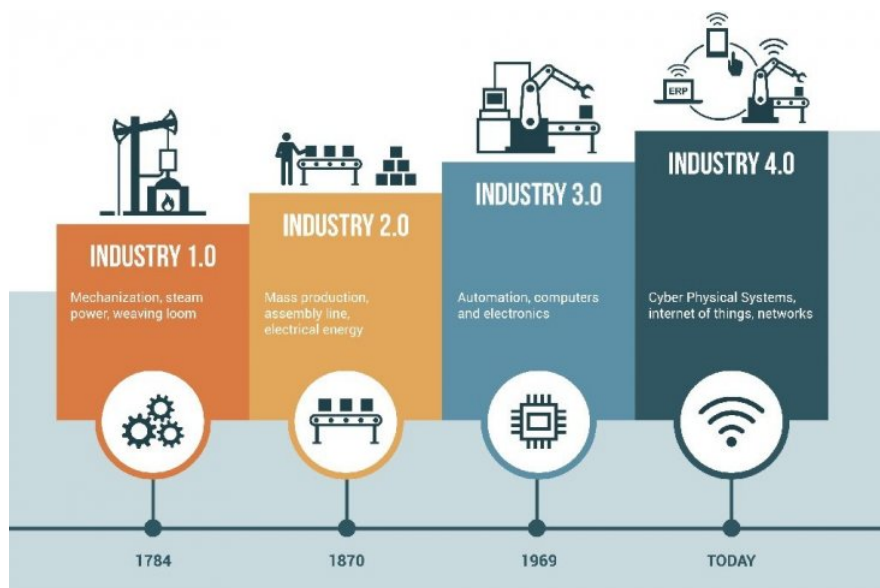 ERP
INDUSTRY 1.0
Mechanization, steam
power, weaving loom
INDUSTRY 2.0
Mass production,
assembly line,
electrical energy
INDUSTRY 3.0
Automation, computers
and electronics
INDUSTRY 4.0
Cyber Physical Systems,
internet of things, networks
1784
1870
1969
TODAY